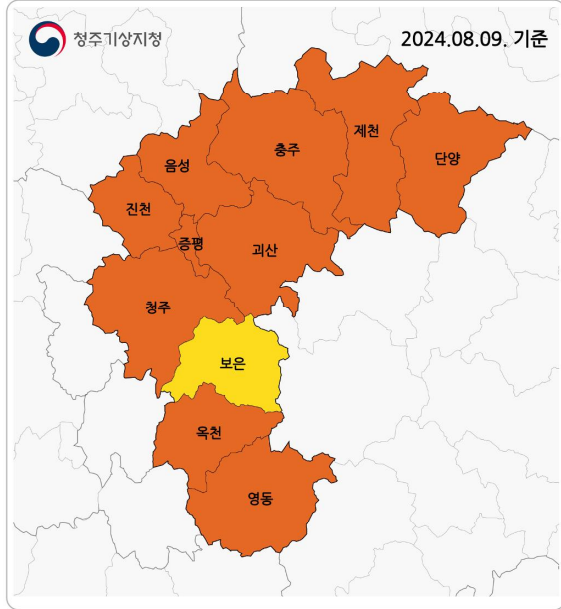 청주기상지청
2024.08.09. 기준
제천
충주
단양
음성
진천
증평
괴산
청주
보은
옥천
영동